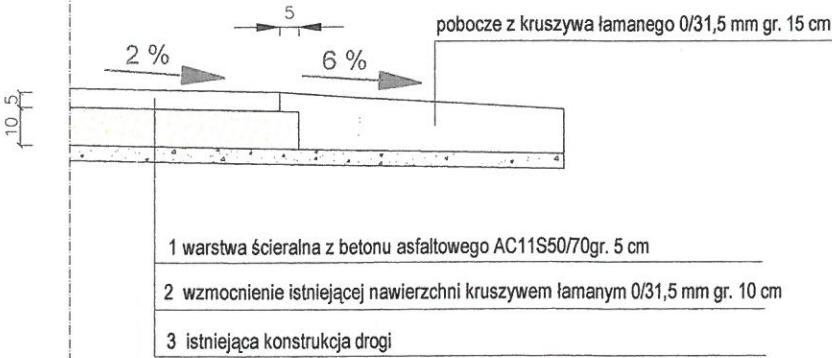 5
pobocze z kruszywa łamanego 0/31,5 mm gr. 15 cm
2 %
6 %
5
10
1 warstwa ścieralna z betonu asfaltowego AC11S50/70gr. 5 cm
2 wzmocnienie istniejącej nawierzchni kruszywem łamanym 0/31,5 mm gr. 10 cm
3 istniejąca konstrukcja drogi